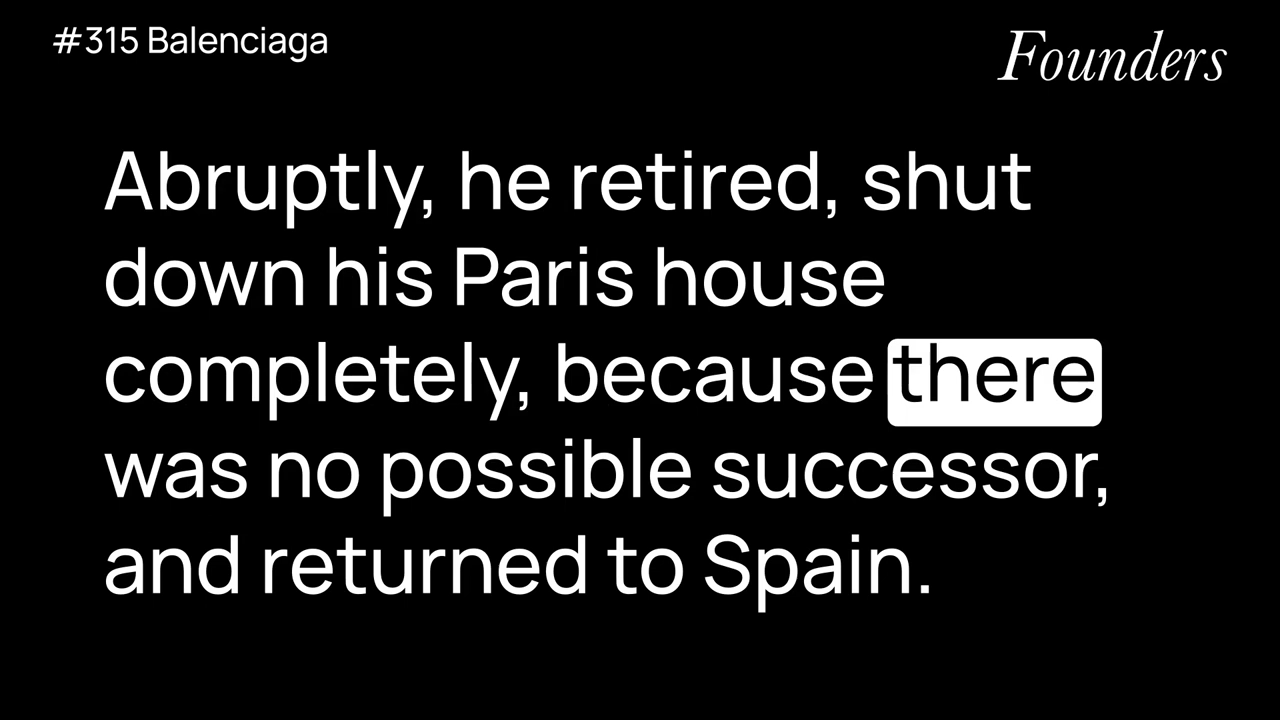 #315 Balenciaga
Founders
Abruptly, he retired, shut
down his Paris house
completely, because there
was no possible successor,
and returned to Spain.